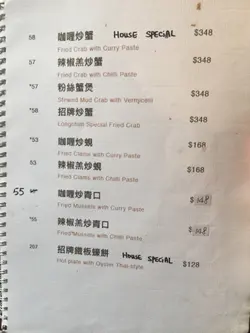 58 咖喱炒蟹 HOUSE SPECIAL $348
Fried Crab with Curry Paste
57 辣椒羔炒蟹 $348
Fried Crab with Chilli Paste
*57 粉絲蟹煲 $348
Stewed Mud Crab with Vermycelli
*58 招牌炒蟹 $348
Longchim Special Fried Crab
*53 咖喱炒蜆 $168
Fried Clams with Curry Paste
53 辣椒羔炒蜆 $168
Fried Clams with Chilli Paste
55 咖喱炒青口
Fried Mussels with Curry Paste
*55 辣椒羔炒青口
Fried Mussels with Chilli Paste
207 招牌鐵板蠔餅 HOUSE SPECIAL $128
Hot plate with Oyster Thai-style